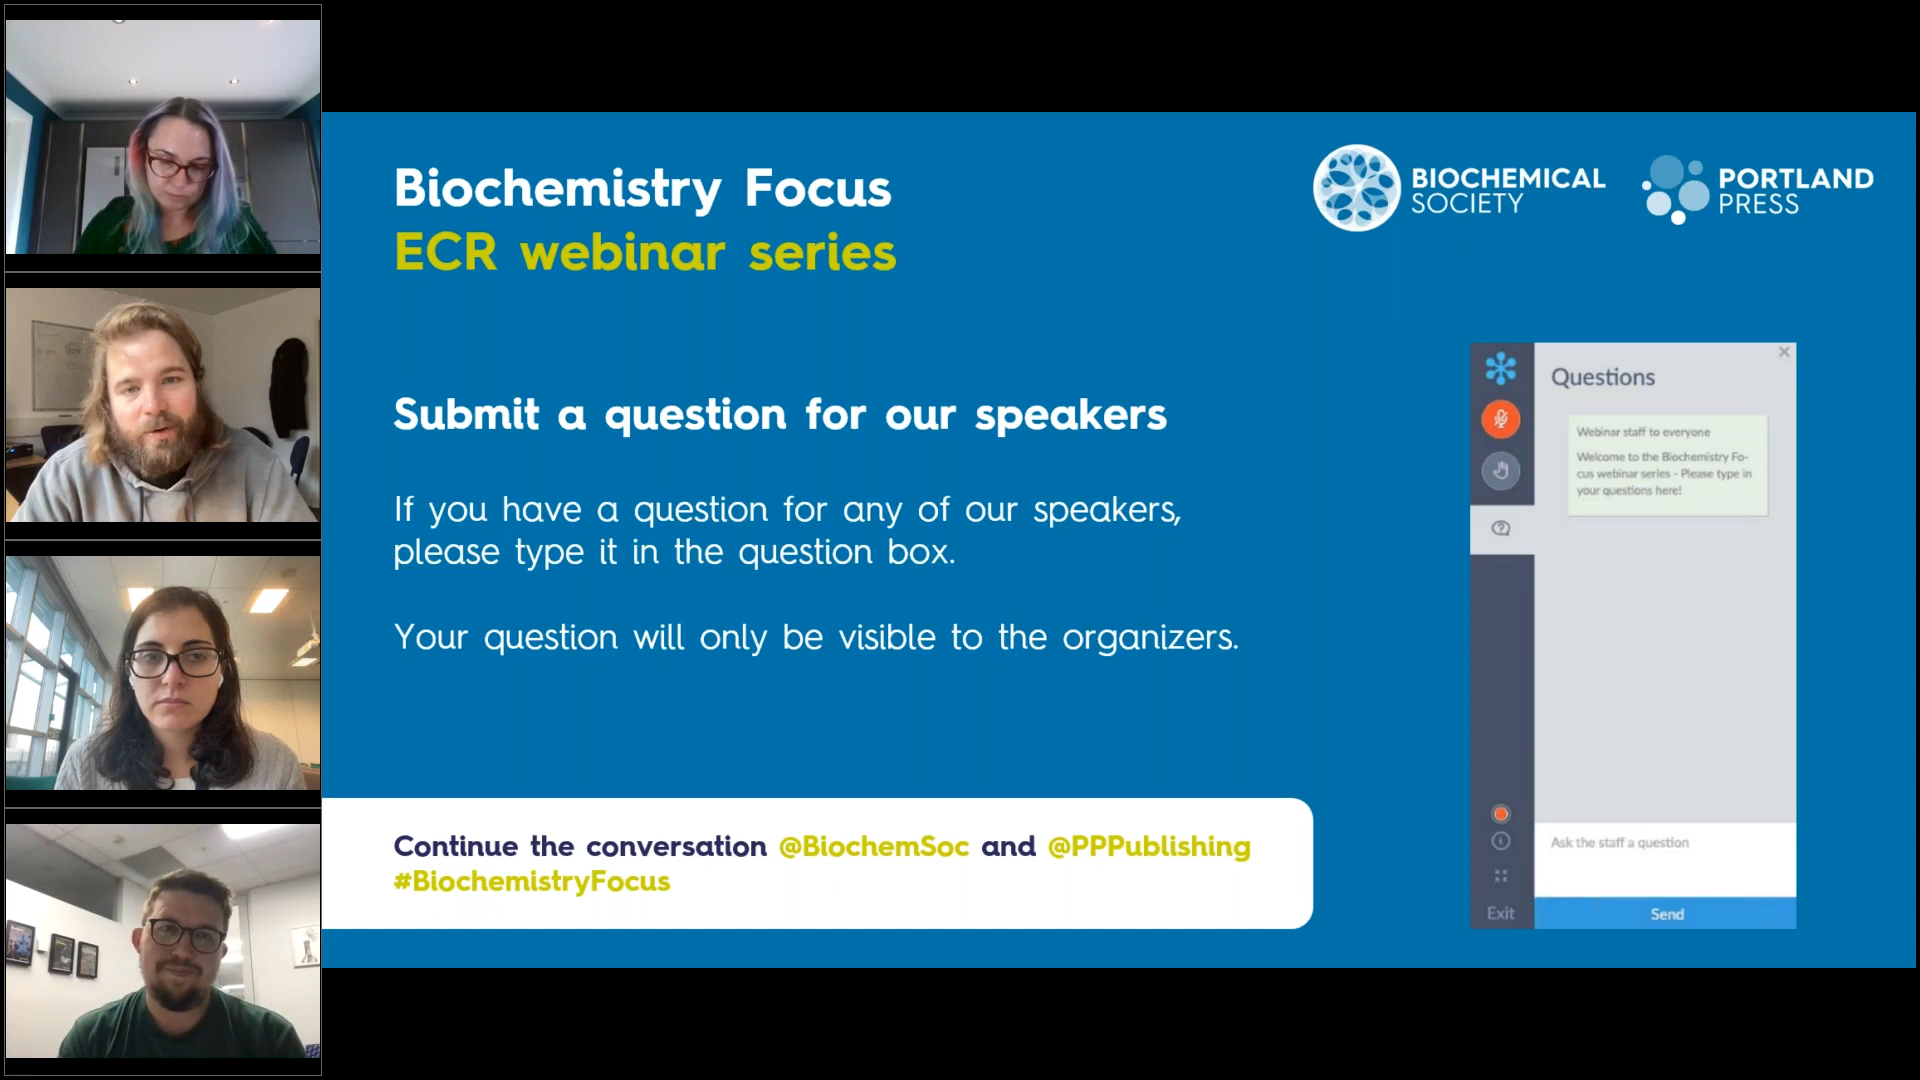 Biochemistry Focus
ECR webinar series
BIOCHEMICAL
SOCIETY
PORTLAND
PRESS
Submit a question for our speakers
If you have a question for any of our speakers,
please type it in the question box.
Your question will only be visible to the organizers.
Continue the conversation @BiochemSoc and @PPPublishing
#BiochemistryFocus
Questions
Webinar staff to everyone
Welcome to the Biochemistry Fo-
cus webinar series - Please type in
your questions here!
Ask the staff a question
Exit
Send